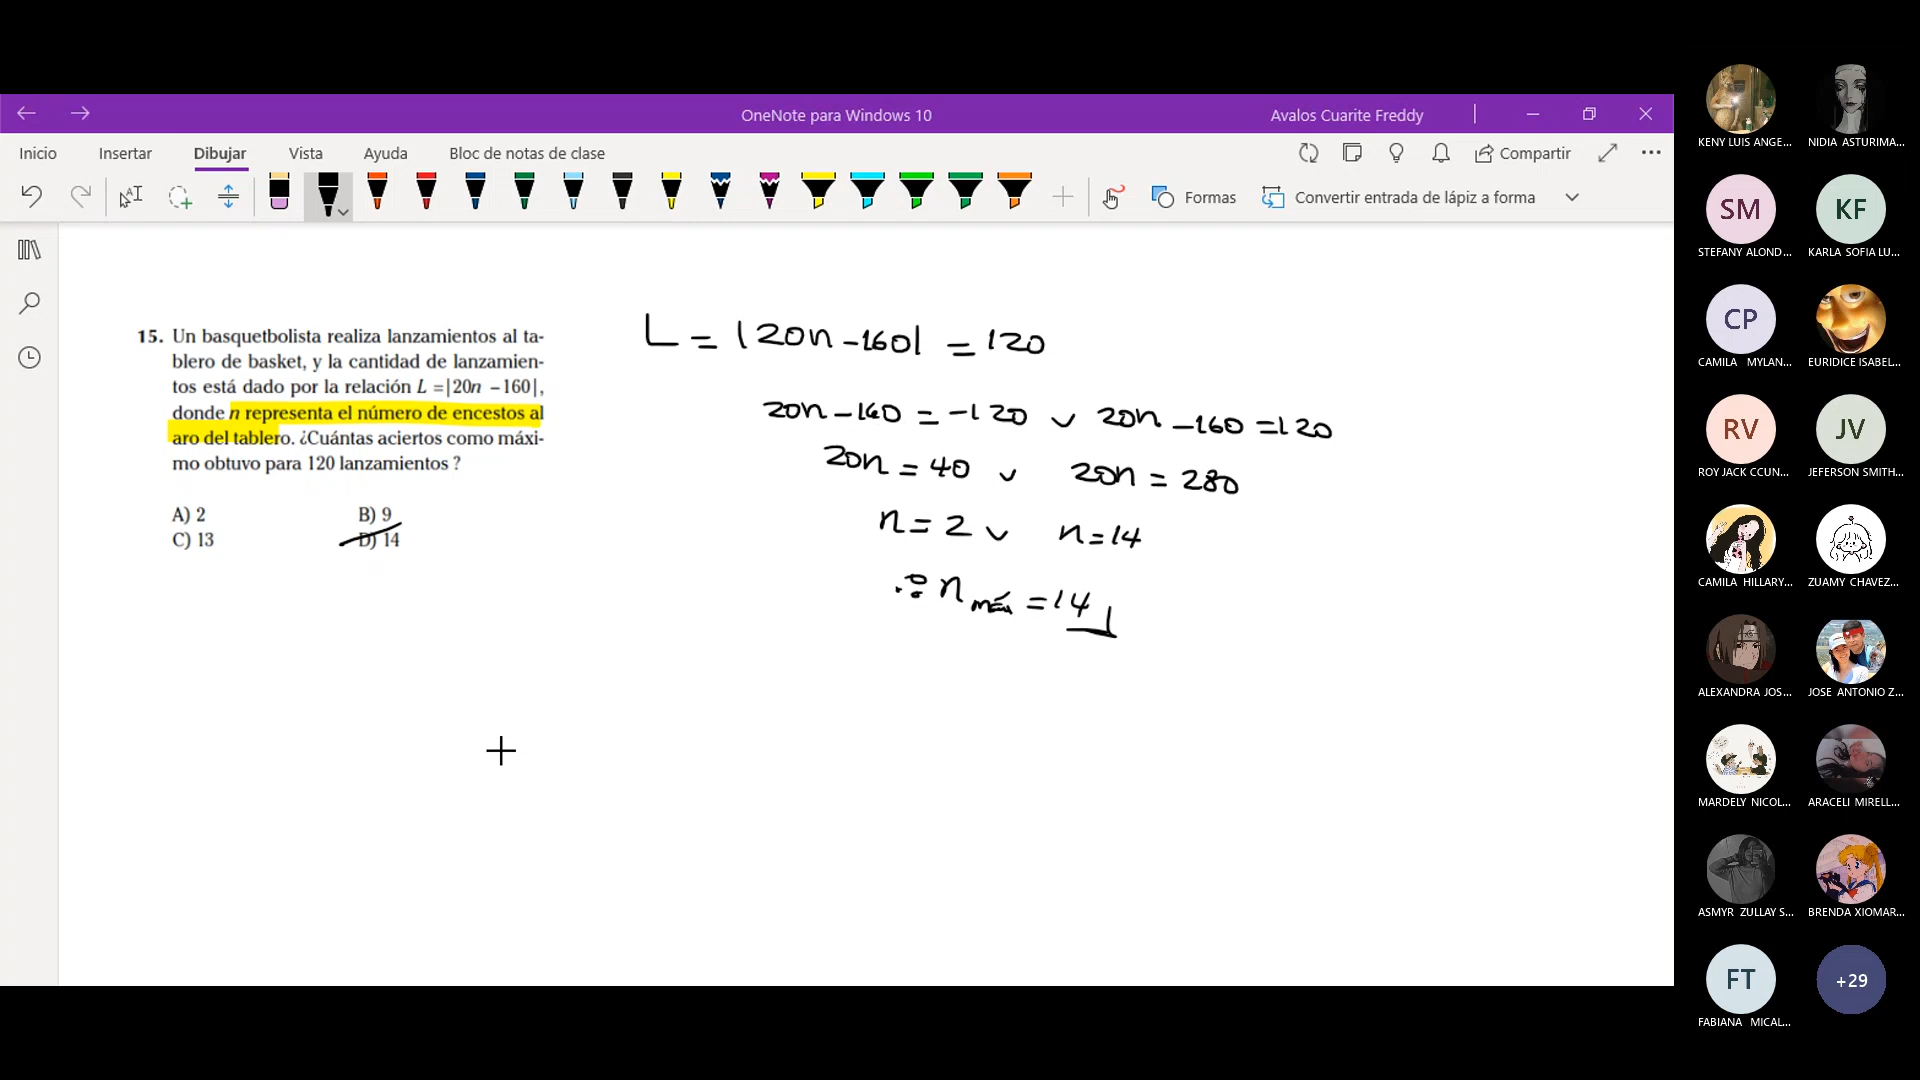 OneNote para Windows 10
Avalos Cuarite Freddy
Inicio
Insertar
Dibujar
Vista
Ayuda
Bloc de notas de clase
Compartir
Formas
Convertir entrada de lápiz a forma
15. Un basquetbolista realiza lanzamientos al ta-
blero de basket, y la cantidad de lanzamien-
tos está dado por la relación L =|20n −160|,
donde n representa el número de encestos al
aro del tablero. ¿Cuántas aciertos como máxi-
mo obtuvo para 120 lanzamientos ?
A) 2 B) 9
C) 13 D) 14
L = |20n -160| = 120
20n -160 = -120 ∨ 20n -160 = 120
20n = 40 ∨ 20n = 280
n = 2 ∨ n = 14
∴ n máx = 14
KENY LUIS ANGE...
NIDIA ASTURIMA...
SM
STEFANY ALOND...
KF
KARLA SOFIA LU...
CP
CAMILA MYLAN...
EURIDICE ISABEL...
RV
ROY JACK CCUN...
JV
JEFERSON SMITH...
CAMILA HILLARY...
ZUAMY CHAVEZ...
ALEXANDRA JOS...
JOSE ANTONIO Z...
MARDELY NICOL...
ARACELI MIRELL...
ASMYR ZULLAY S...
BRENDA XIOMAR...
FT
FABIANA MICAL...
+29